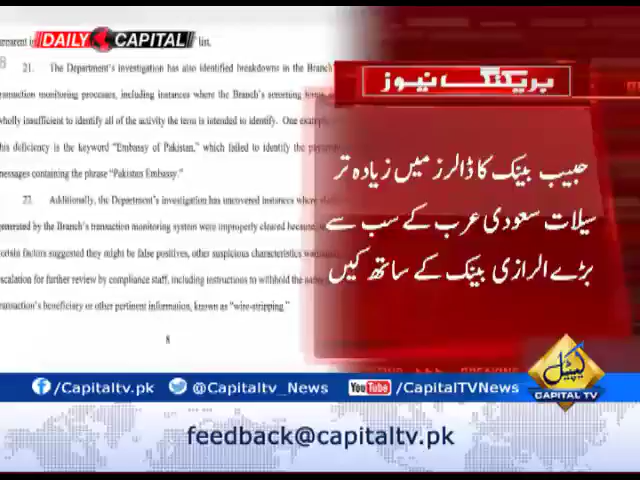 DAILY CAPITAL
list.
21. The Department's investigation has also identified breakdowns in the Branch's
transaction monitoring processes, including instances where the Branch's screening terms
wholly insufficient to identify all of the activity the term is intended to identify. One
this deficiency is the keyword "Embassy of Pakistan," which failed to identify the
messages containing the phrase "Pakistan Embassy."
22. Additionally, the Department's investigation has uncovered instances where
generated by the Branch's transaction monitoring system were improperly cleared because,
factors suggested they might be false positives, other suspicious characteristics
escalation for further review by compliance staff, including instructions to withhold the
transaction's beneficiary or other pertinent information, known as "wire-stripping."
8
بریکنگ نیوز
حبیب بینک کا ڈالرز میں زیادہ تر
سیلات سعودی عرب کے سب سے
بڑے الرازی بینک کے ساتھ کیں
/Capitaltv.pk
@Capitaltv_News
YouTube /CapitalTVNews
کیپیٹل
CAPITAL TV
feedback@capitaltv.pk